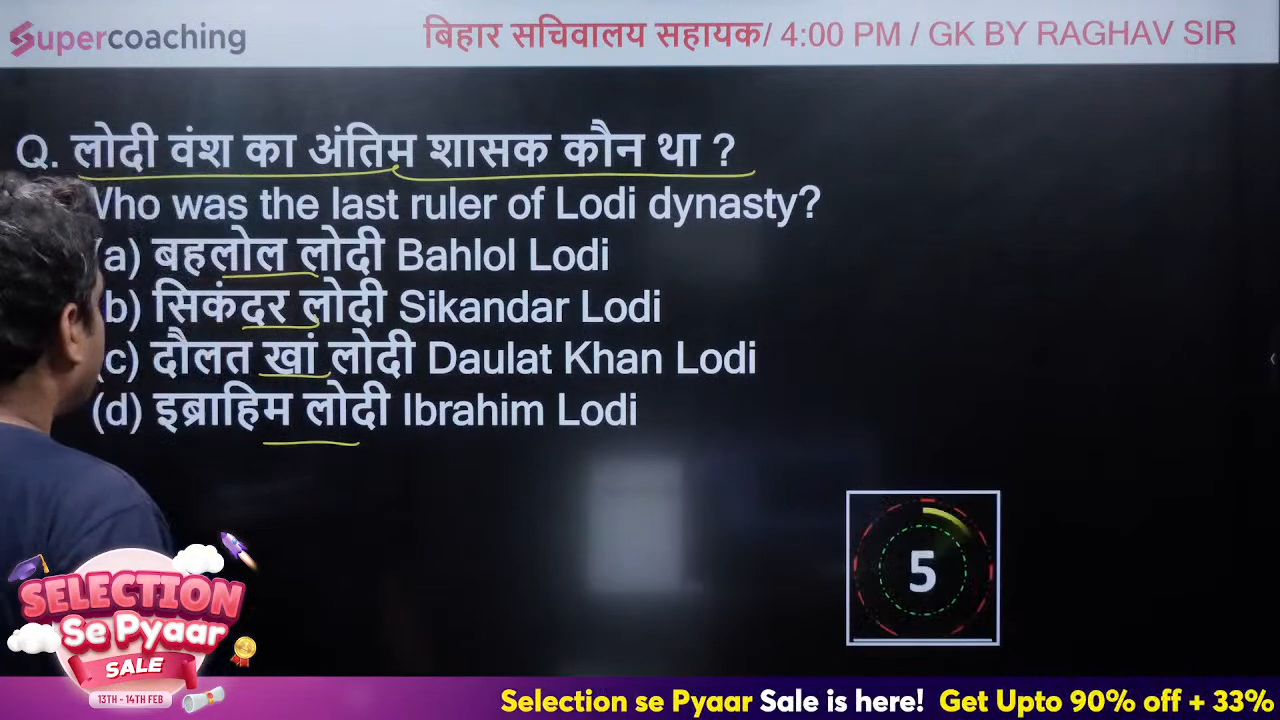 Supercoaching
बिहार सचिवालय सहायक/ 4:00 PM / GK BY RAGHAV SIR
Q. लोदी वंश का अंतिम शासक कौन था ?
Who was the last ruler of Lodi dynasty?
(a) बहलोल लोदी Bahlol Lodi
(b) सिकंदर लोदी Sikandar Lodi
(c) दौलत खां लोदी Daulat Khan Lodi
(d) इब्राहिम लोदी Ibrahim Lodi
5
SELECTION
Se Pyaar
SALE
13TH - 14TH FEB
Selection se Pyaar Sale is here! Get Upto 90% off + 33%